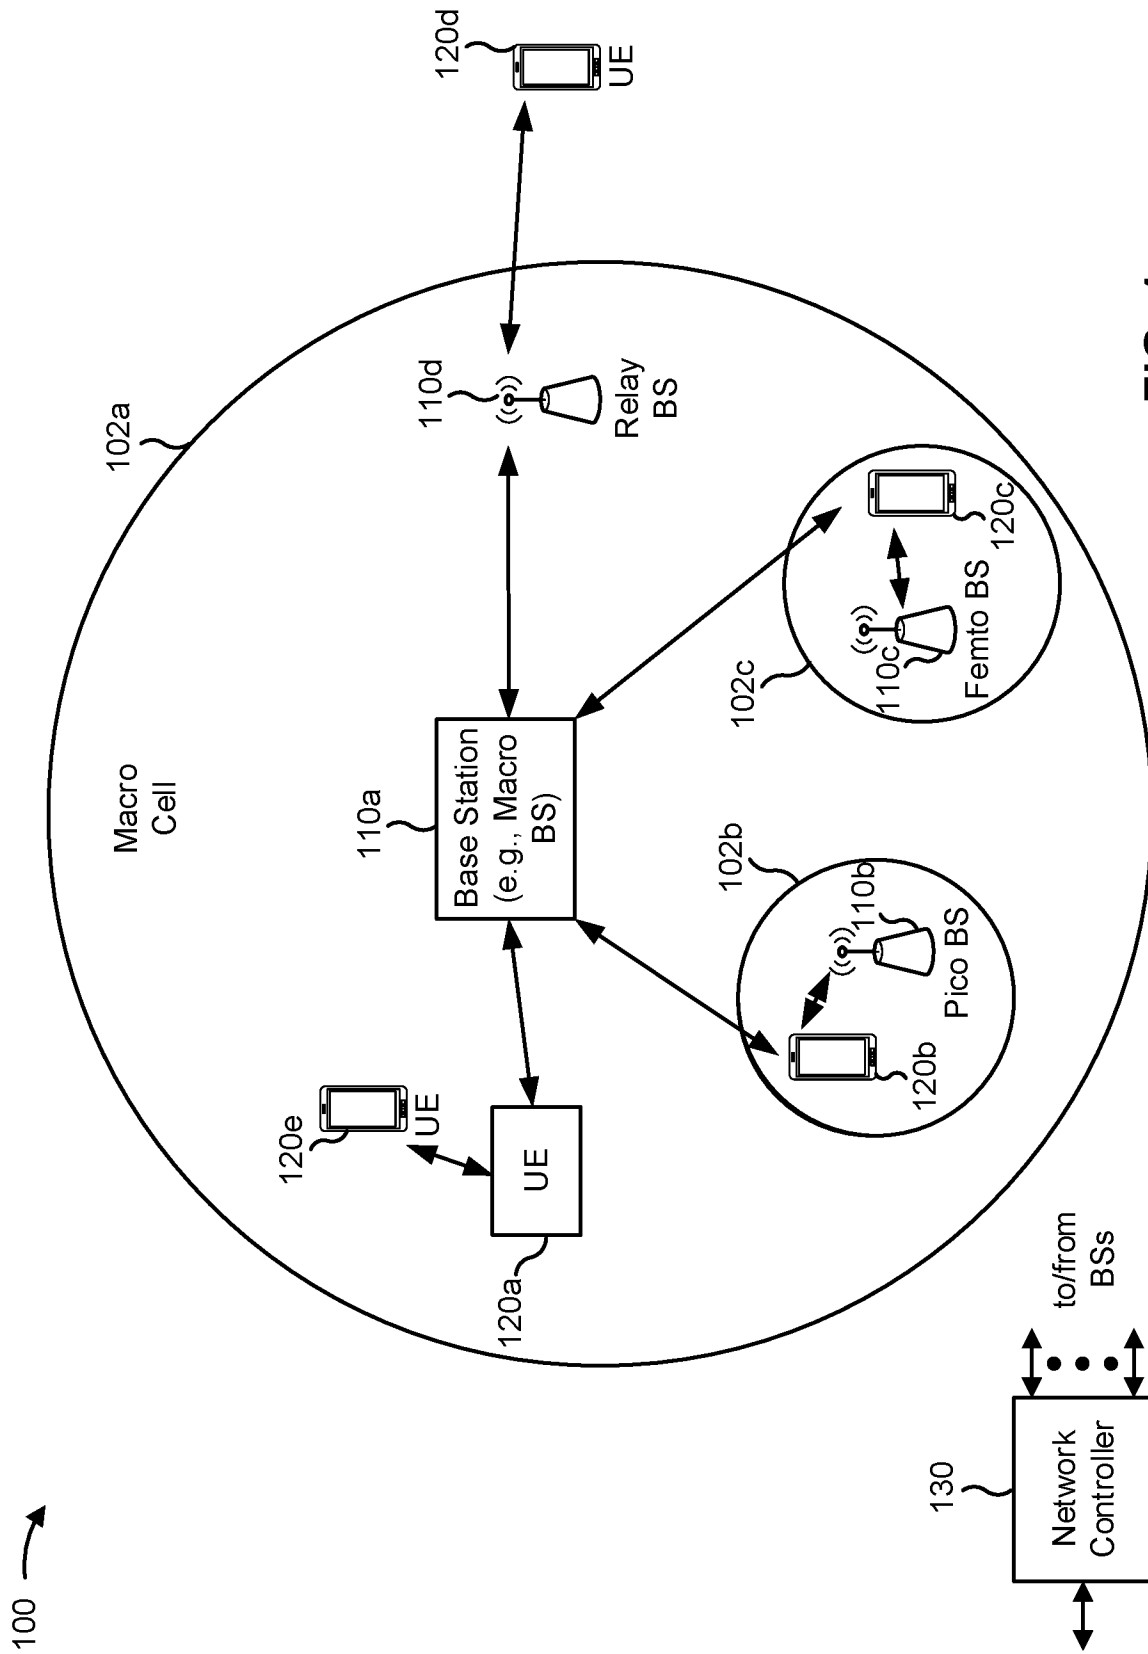 100
Macro
Cell
102a
120d
UE
110d
Relay
BS
110a
Base Station
(e.g., Macro
BS)
120e
UE
UE
120a
102b
110b
Pico BS
120b
102c
110c
Femto BS
120c
130
Network
Controller
to/from
BSs